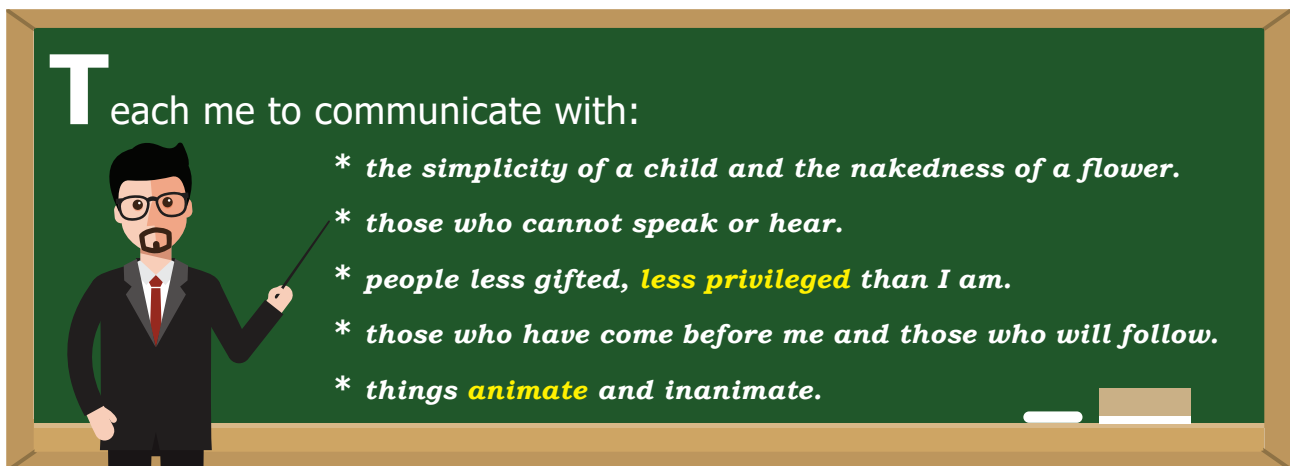 Teach me to communicate with:
* the simplicity of a child and the nakedness of a flower.
* those who cannot speak or hear.
* people less gifted, less privileged than I am.
* those who have come before me and those who will follow.
* things animate and inanimate.